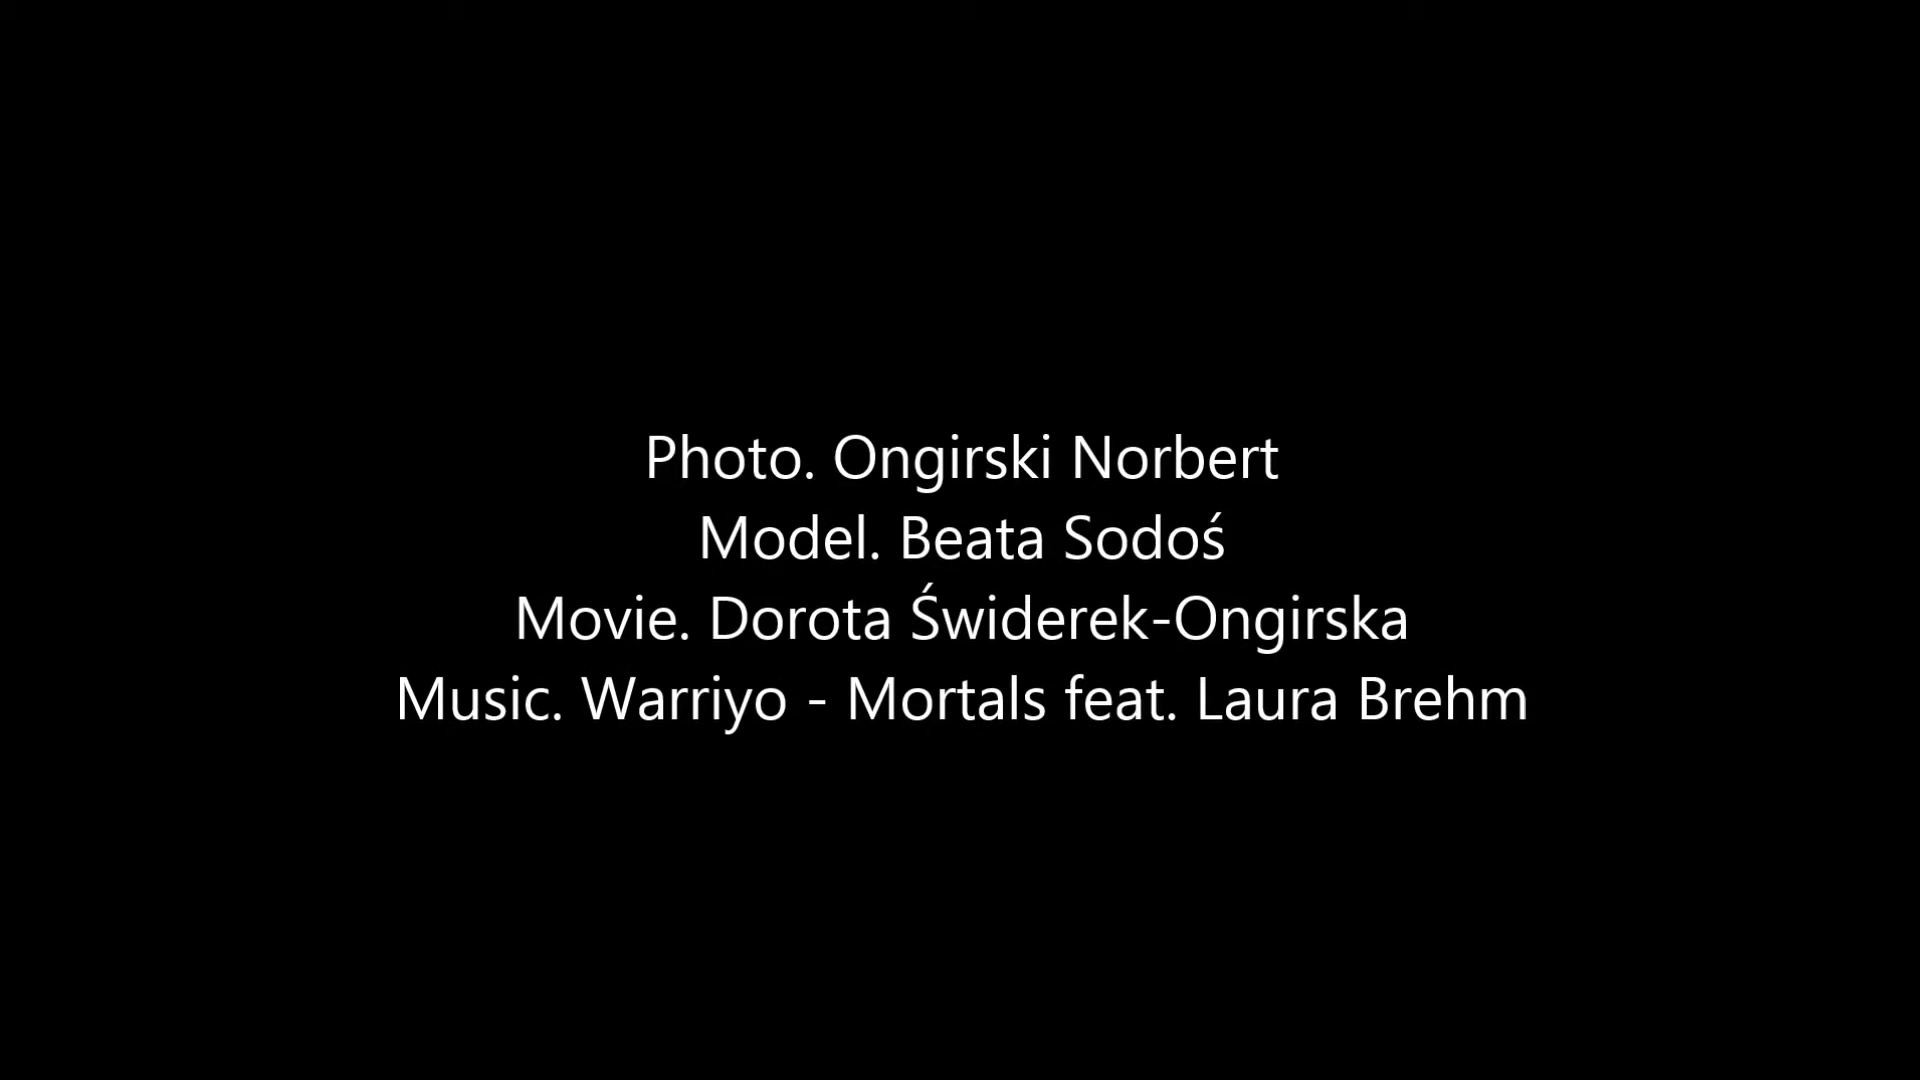 Photo. Ongirski Norbert
Model. Beata Sodoś
Movie. Dorota Świderek-Ongirska
Music. Warriyo - Mortals feat. Laura Brehm